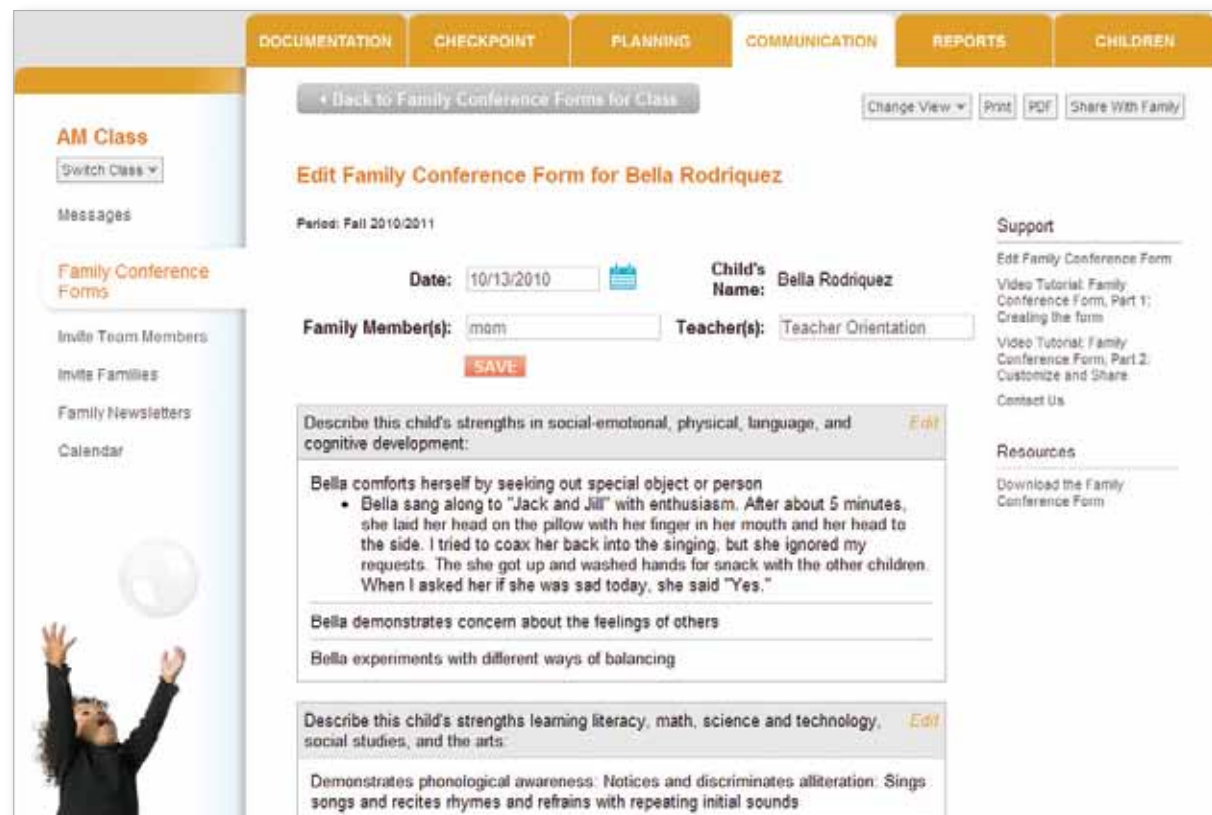 DOCUMENTATION
CHECKPOINT
PLANNING
COMMUNICATION
REPORTS
CHILDREN
Back to Family Conference Forms for Class
Change View
Print
PDF
Share With Family
AM Class
Switch Class
Messages
Family Conference
Forms
Invite Team Members
Invite Families
Family Newsletters
Calendar
Edit Family Conference Form for Bella Rodriquez
Period: Fall 2010/2011
Date: 10/13/2010
Child's
Name: Bella Rodriquez
Family Member(s): mom
Teacher(s): Teacher Orientation
SAVE
Describe this child's strengths in social-emotional, physical, language, and
cognitive development:
Edit
Bella comforts herself by seeking out special object or person
• Bella sang along to "Jack and Jill" with enthusiasm. After about 5 minutes,
she laid her head on the pillow with her finger in her mouth and her head to
the side. I tried to coax her back into the singing, but she ignored my
requests. The she got up and washed hands for snack with the other children.
When I asked her if she was sad today, she said "Yes."
Bella demonstrates concern about the feelings of others
Bella experiments with different ways of balancing
Describe this child's strengths learning literacy, math, science and technology,
social studies, and the arts:
Edit
Demonstrates phonological awareness: Notices and discriminates alliteration: Sings
songs and recites rhymes and refrains with repeating initial sounds
Support
Edit Family Conference Form
Video Tutorial: Family
Conference Form, Part 1:
Creating the form
Video Tutorial: Family
Conference Form, Part 2:
Customize and Share
Contact Us
Resources
Download the Family
Conference Form